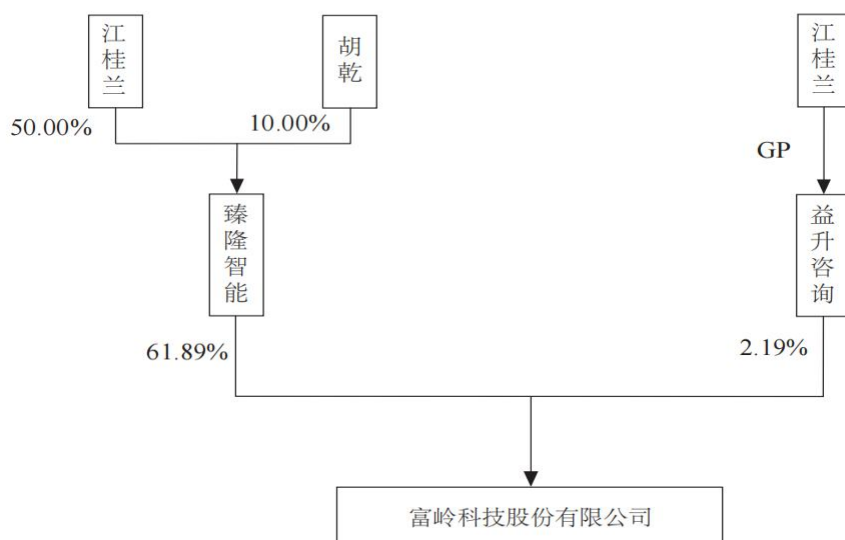 江桂兰
胡乾
江桂兰
50.00%
10.00%
GP
臻隆智能
益升咨询
61.89%
2.19%
富岭科技股份有限公司